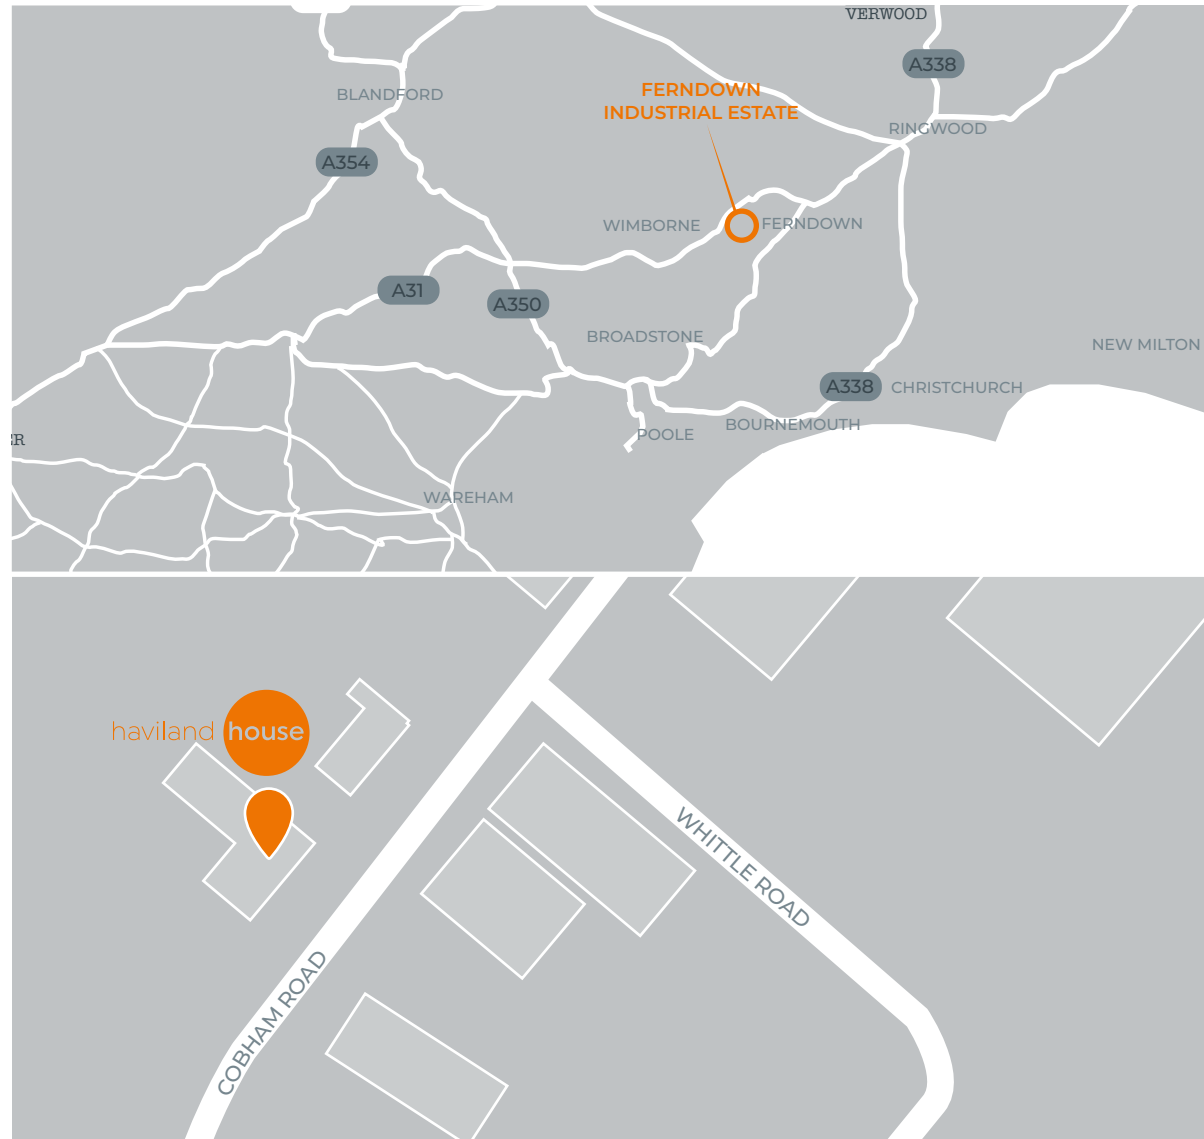 VERWOOD
A338
BLANDFORD
FERNDOWN
INDUSTRIAL ESTATE
RINGWOOD
A354
WIMBORNE
FERNDOWN
A31
A350
BROADSTONE
NEW MILTON
A338
CHRISTCHURCH
BOURNEMOUTH
POOLE
ER
WAREHAM
haviland house
WHITTLE ROAD
COBHAM ROAD